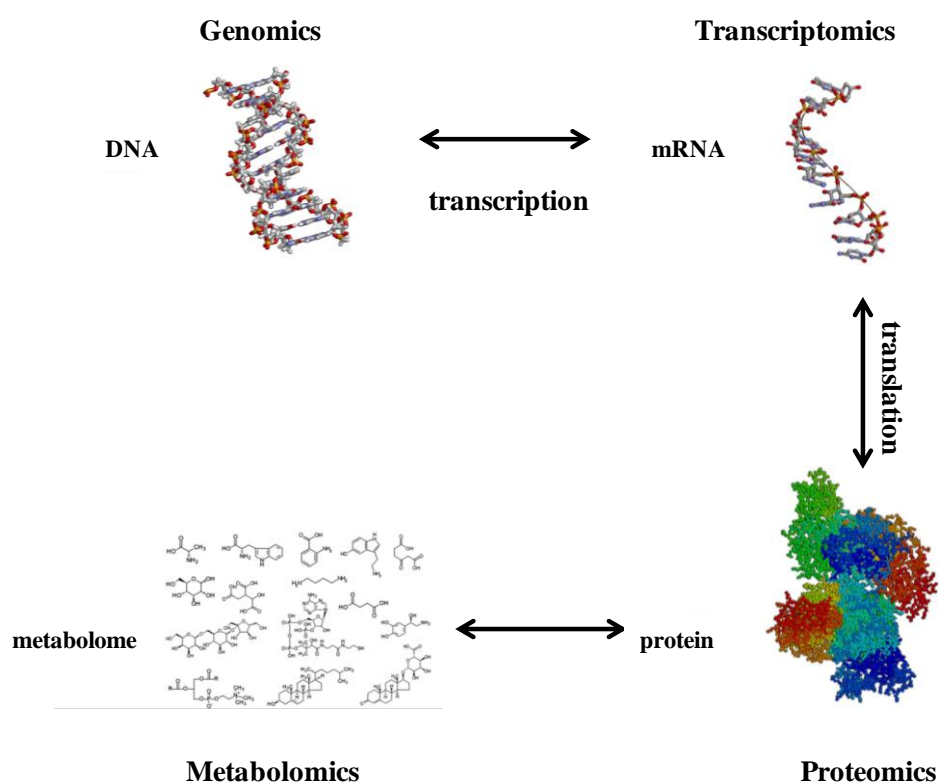 Genomics
Transcriptomics
DNA
mRNA
transcription
translation
metabolome
protein
Metabolomics
Proteomics